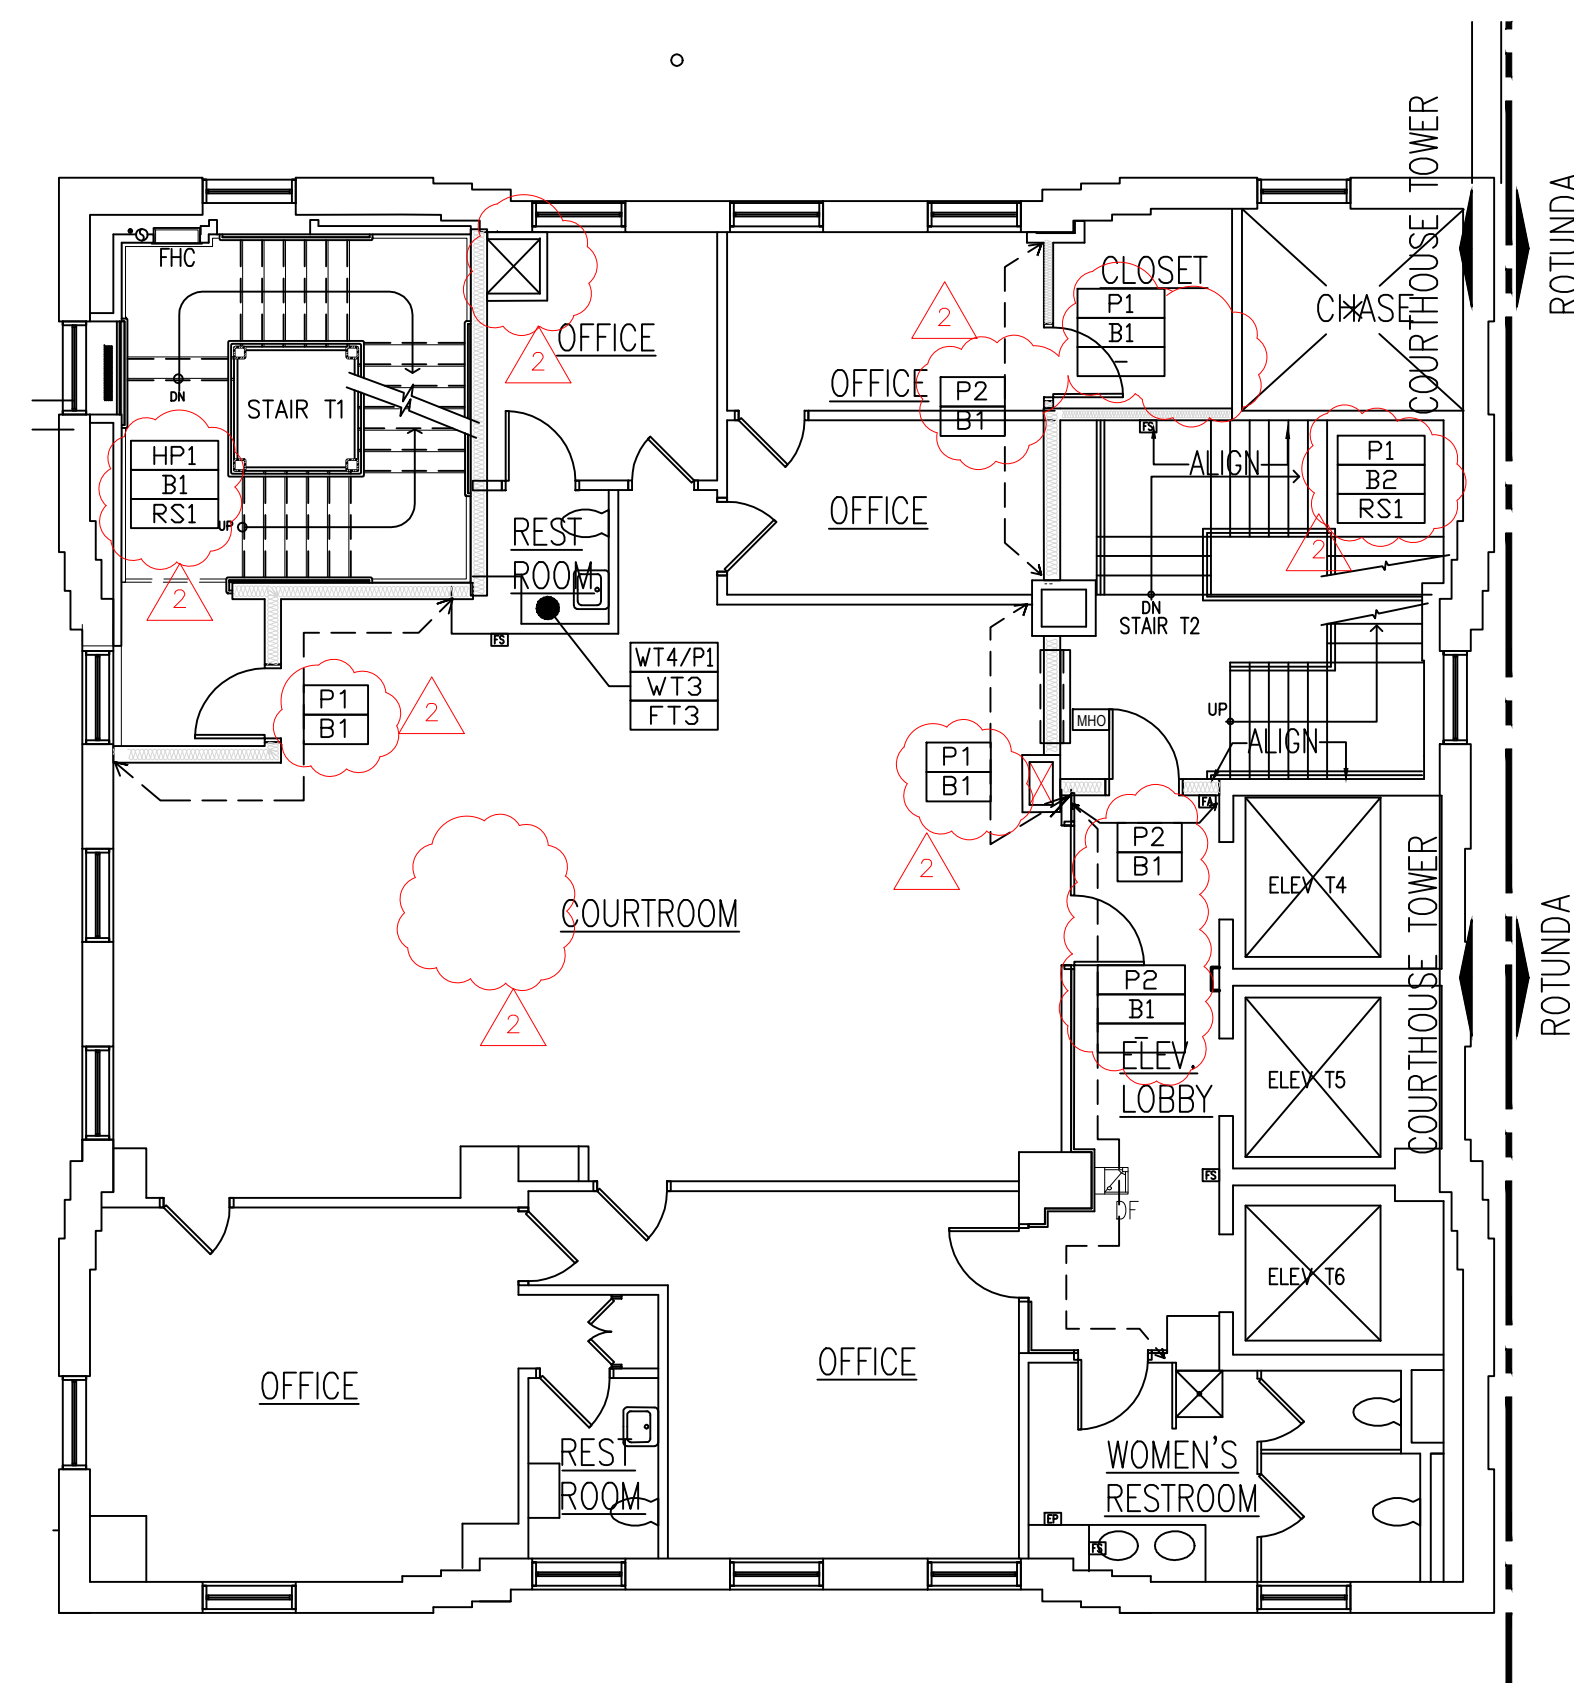 COURTHOUSE TOWER
ROTUNDA
FHC
CLOSET
P1
B1
–
CHASE
2
2
OFFICE
OFFICE
P2
B1
DN
STAIR T1
HP1
B1
RS1
UP
FS
ALIGN
P1
B2
RS1
2
OFFICE
REST
ROOM
2
DN
STAIR T2
FS
WT4/P1
WT3
FT3
P1
B1
2
UP
MHO
ALIGN
P1
B1
2
FA
P2
B1
ELEV T4
COURTHOUSE TOWER
ROTUNDA
COURTROOM
2
P2
B1
–
ELEV.
LOBBY
ELEV T5
FS
DF
ELEV T6
OFFICE
OFFICE
REST
ROOM
WOMEN'S
RESTROOM
EP
FS